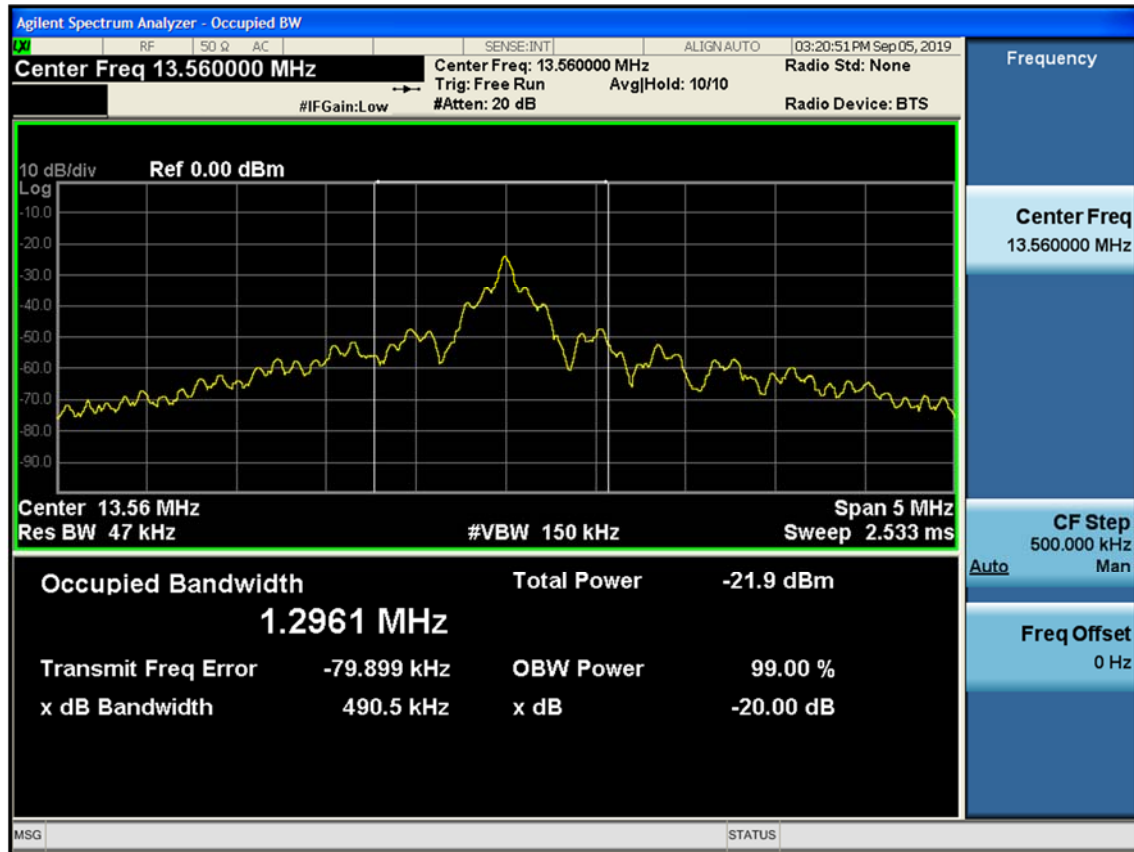 Agilent Spectrum Analyzer - Occupied BW
LXI RF 50 Ω AC SENSE:INT ALIGN AUTO 03:20:51 PM Sep 05, 2019
Center Freq 13.560000 MHz
Center Freq: 13.560000 MHz
Radio Std: None
Trig: Free Run
Avg|Hold: 10/10
#IFGain:Low
#Atten: 20 dB
Radio Device: BTS
10 dB/div
Ref 0.00 dBm
Log
-10.0
-20.0
-30.0
-40.0
-50.0
-60.0
-70.0
-80.0
-90.0
Center 13.56 MHz
Span 5 MHz
Res BW 47 kHz
#VBW 150 kHz
Sweep 2.533 ms
Occupied Bandwidth
Total Power -21.9 dBm
1.2961 MHz
Transmit Freq Error -79.899 kHz
OBW Power 99.00 %
x dB Bandwidth 490.5 kHz
x dB -20.00 dB
MSG
STATUS
Frequency
Center Freq
13.560000 MHz
CF Step
500.000 kHz
Auto Man
Freq Offset
0 Hz